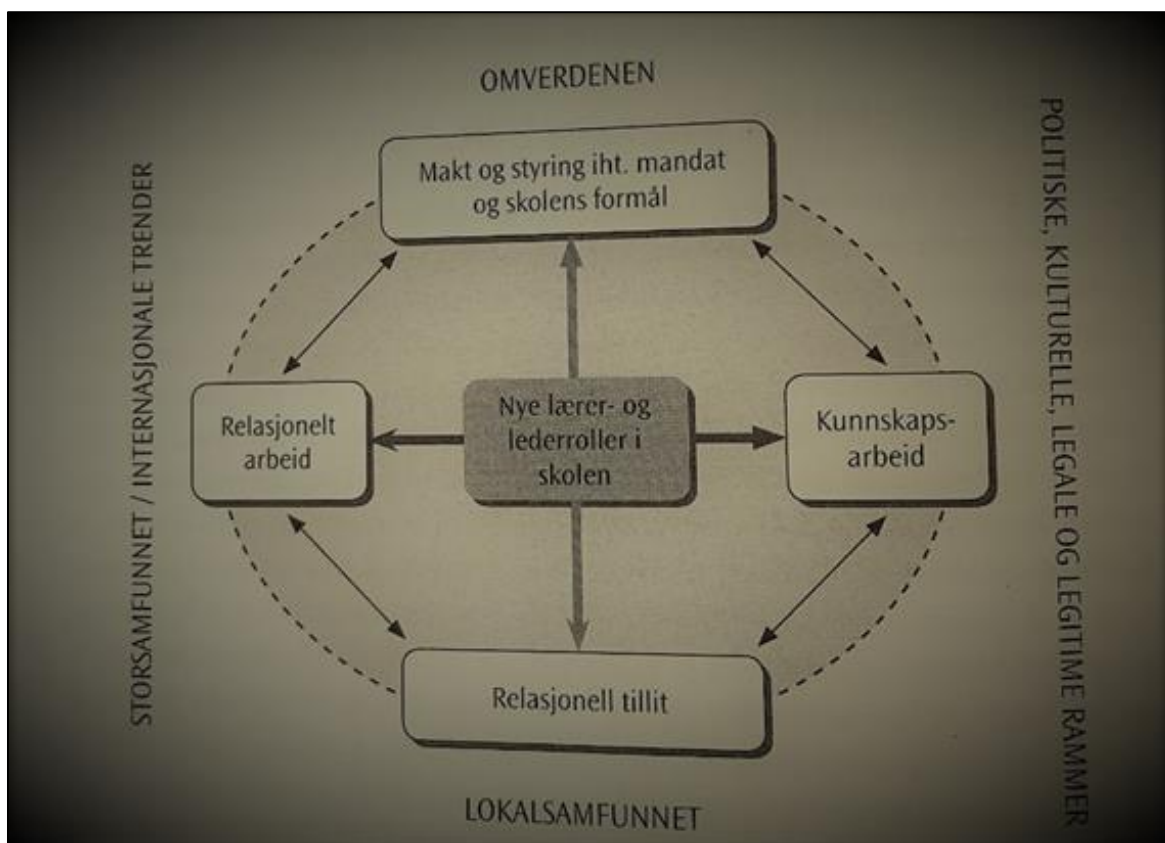 OMVERDENEN
Makt og styring iht. mandat
og skolens formål
STORSAMFUNNET / INTERNASJONALE TRENDER
Relasjonelt
arbeid
Nye lærer- og
lederroller i
skolen
Kunnskaps-
arbeid
POLITISKE, KULTURELLE, LEGALE OG LEGITIME RAMMER
Relasjonell tillit
LOKALSAMFUNNET